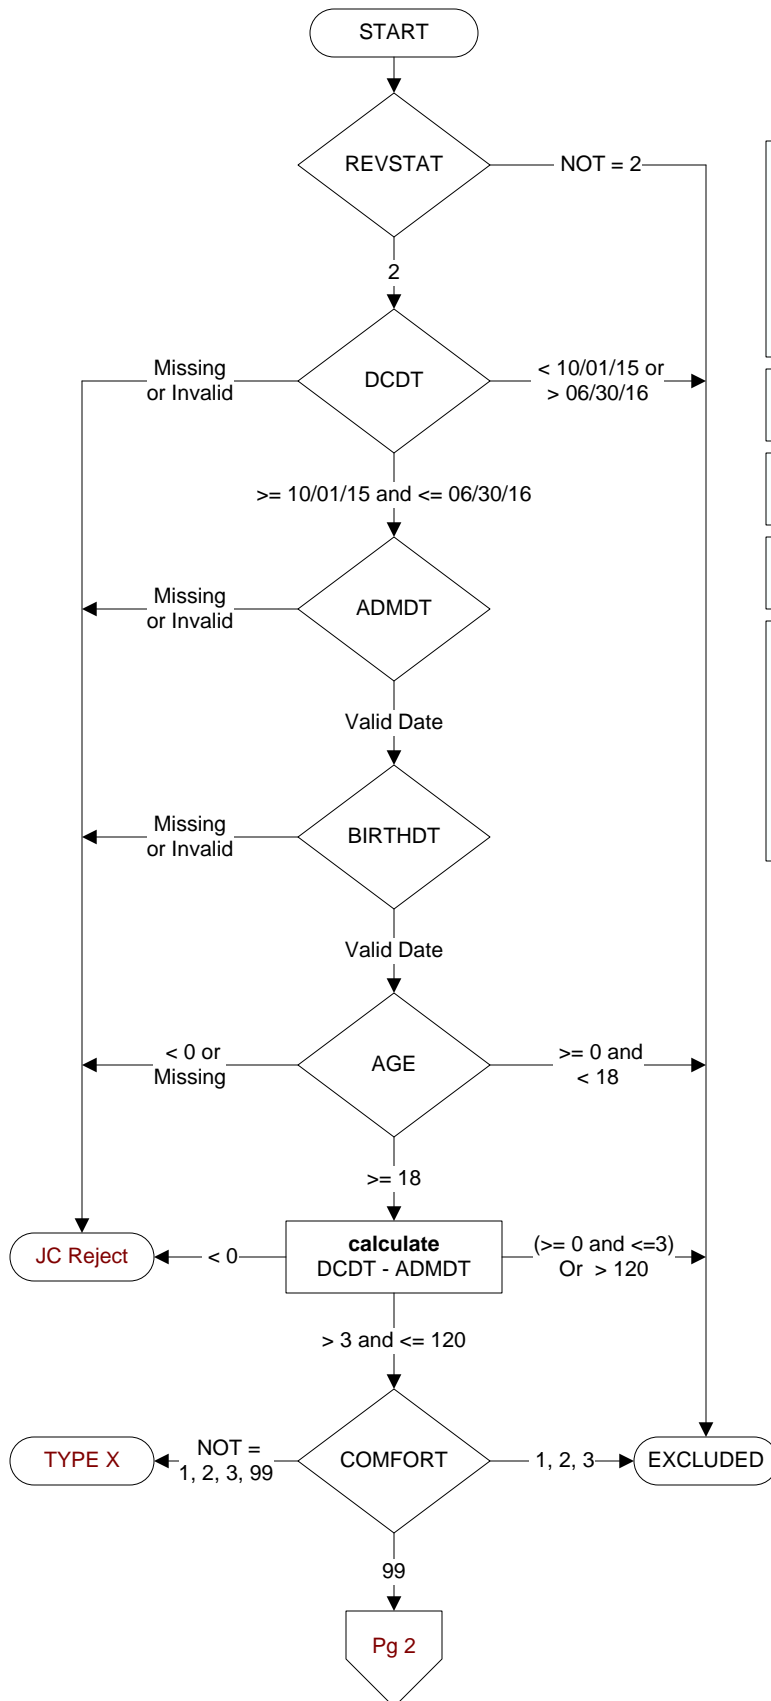 START
REVSTAT
NOT = 2
2
Missing
or Invalid
DCDT
< 10/01/15 or
> 06/30/16
>= 10/01/15 and <= 06/30/16
Missing
or Invalid
ADMDT
Valid Date
Missing
or Invalid
BIRTHDT
Valid Date
< 0 or
Missing
AGE
>= 0 and
< 18
>= 18
JC Reject
< 0
calculate
DCDT - ADMDT
(>= 0 and <=3)
Or > 120
> 3 and <= 120
TYPE X
NOT =
1, 2, 3, 99
COMFORT
1, 2, 3
EXCLUDED
99
Pg 2